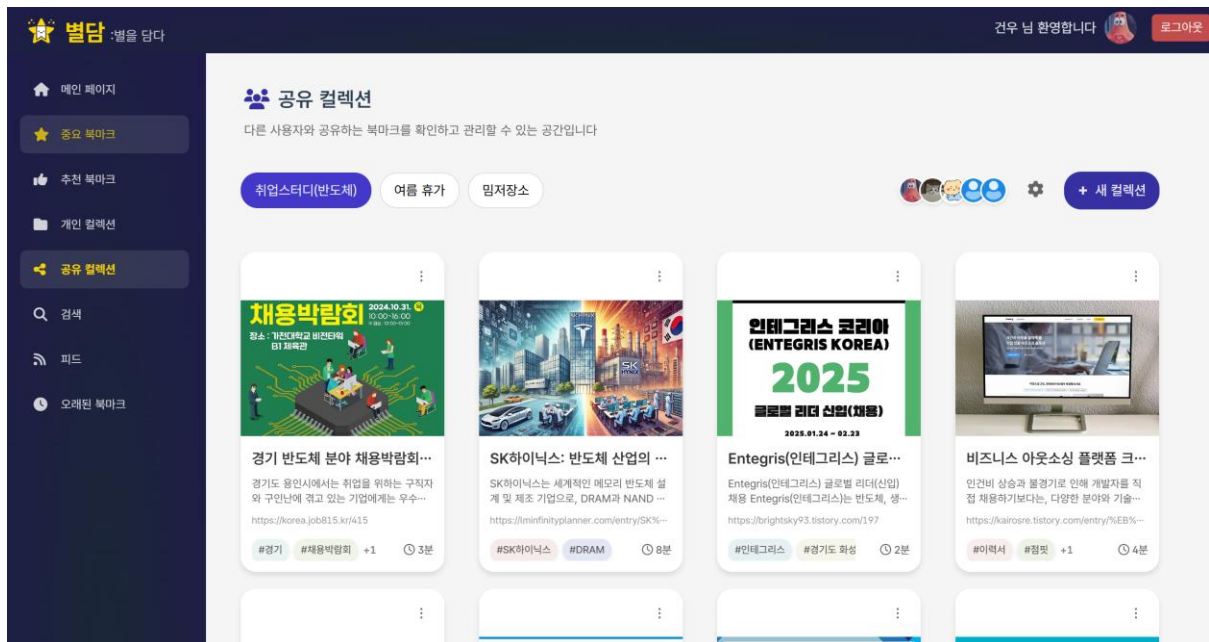 별담 :별을 담다
건우 님 환영합니다
로그아웃
메인 페이지
중요 북마크
추천 북마크
개인 컬렉션
공유 컬렉션
검색
피드
오래된 북마크
공유 컬렉션
다른 사용자와 공유하는 북마크를 확인하고 관리할 수 있는 공간입니다
취업스터디(반도체)
여름 휴가
밈저장소
+ 새 컬렉션
채용박람회
2024.10.31. 목
10:00~16:00
장소 : 가천대학교 비전타워
B1 체육관
경기 반도체 분야 채용박람회…
경기도 용인시에서는 취업을 위하는 구직자
와 구인난에 겪고 있는 기업에게는 우수…
https://korea.job815.kr/415
#경기 #채용박람회 +1 3분
SK
SK하이닉스: 반도체 산업의 …
SK하이닉스는 세계적인 메모리 반도체 설
계 및 제조 기업으로, DRAM과 NAND …
https://lminfinityplanner.com/entry/SK%…
#SK하이닉스 #DRAM 8분
인테그리스 코리아
(ENTEGRIS KOREA)
2025
글로벌 리더 신입(채용)
2025.01.24 ~ 02.23
Entegris(인테그리스) 글로…
Entegris(인테그리스) 글로벌 리더(신입)
채용 Entegris(인테그리스)는 반도체, 생…
https://brightsky93.tistory.com/197
#인테그리스 #경기도 화성 2분
비즈니스 아웃소싱 플랫폼 크…
인건비 상승과 불경기로 인해 개발자를 직
접 채용하기보다는, 다양한 분야와 기술…
https://kairosre.tistory.com/entry/%EB%…
#이력서 #점핏 +1 4분